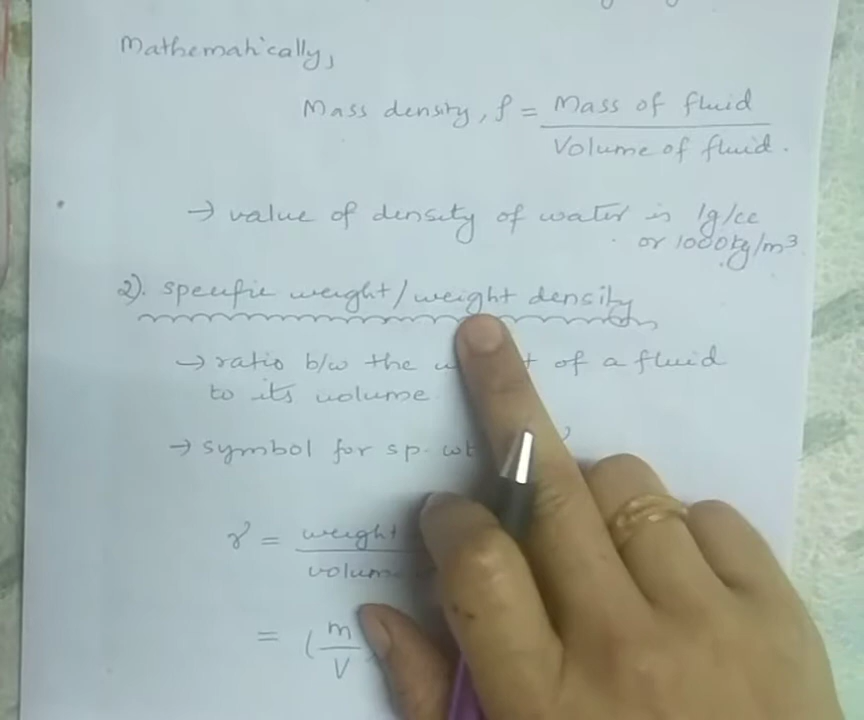 Mathematically,
Mass density, ρ = Mass of fluid
Volume of fluid.
→ value of density of water is 1g/cc
or 1000kg/m³
2). specific weight/weight density
→ ratio b/w the of a fluid
to its volume
→ symbol for sp. wt
γ = weight
volum
= (m
V